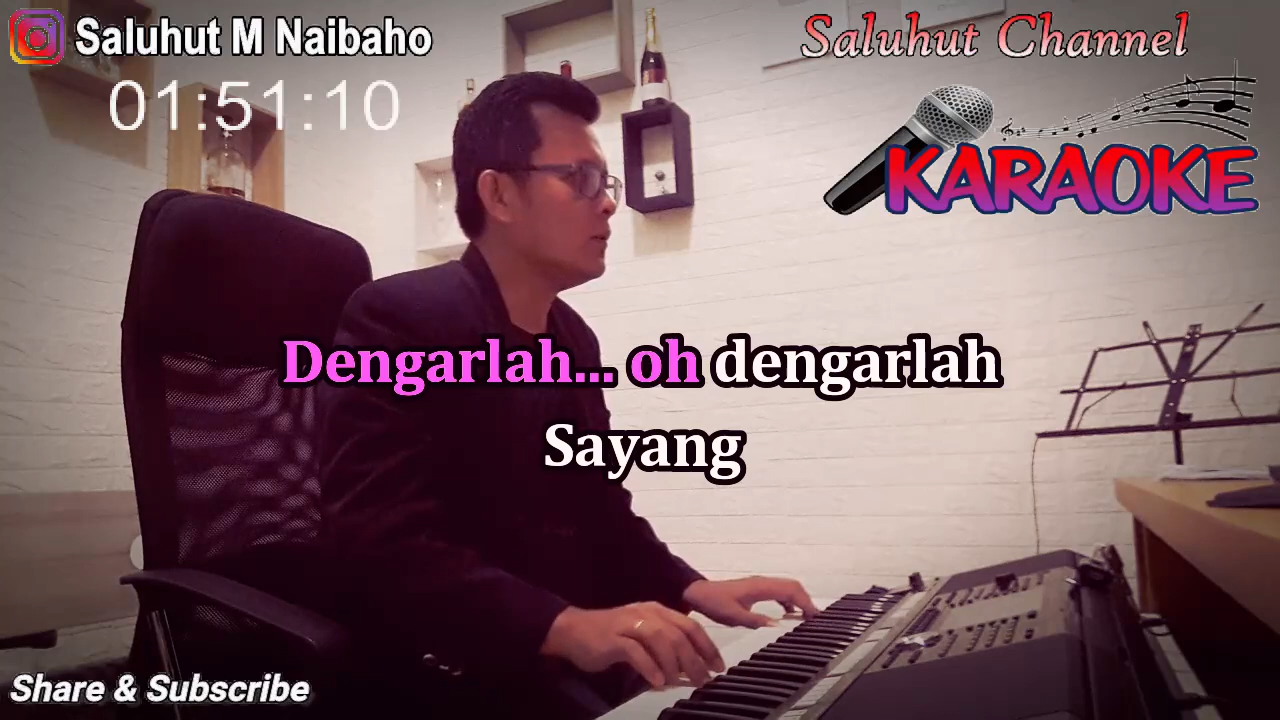 Saluhut M Naibaho
Saluhut Channel
01:51:10
KARAOKE
Dengarlah... oh dengarlah
Sayang
Share & Subscribe